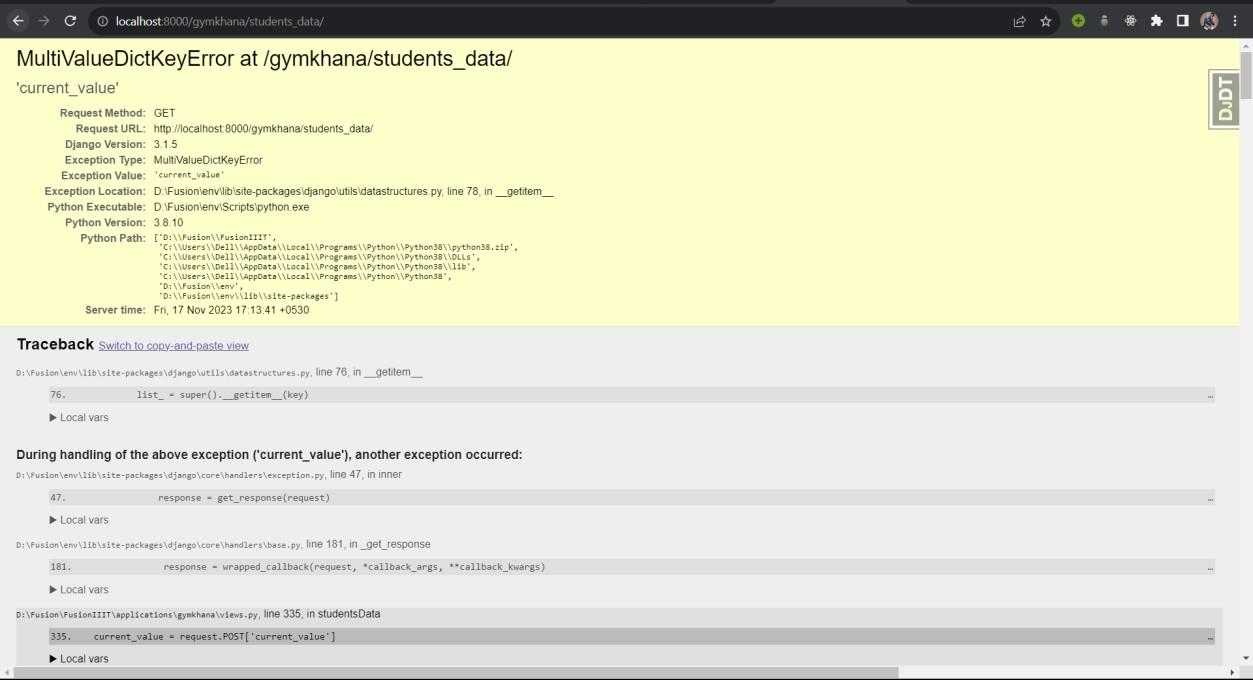 localhost:8000/gymkhana/students_data/
MultiValueDictKeyError at /gymkhana/students_data/
'current_value'
Request Method: GET
Request URL: http://localhost:8000/gymkhana/students_data/
Django Version: 3.1.5
Exception Type: MultiValueDictKeyError
Exception Value: 'current_value'
Exception Location: D:\Fusion\env\lib\site-packages\django\utils\datastructures.py, line 78, in __getitem__
Python Executable: D:\Fusion\env\Scripts\python.exe
Python Version: 3.8.10
Python Path: ['D:\\Fusion\\FusionIIIT',
'C:\\Users\\Dell\\AppData\\Local\\Programs\\Python\\Python38\\python38.zip',
'C:\\Users\\Dell\\AppData\\Local\\Programs\\Python\\Python38\\DLLs',
'C:\\Users\\Dell\\AppData\\Local\\Programs\\Python\\Python38\\lib',
'C:\\Users\\Dell\\AppData\\Local\\Programs\\Python\\Python38',
'D:\\Fusion\\env',
'D:\\Fusion\\env\\lib\\site-packages']
Server time: Fri, 17 Nov 2023 17:13:41 +0530
DJDT
Traceback Switch to copy-and-paste view
D:\Fusion\env\lib\site-packages\django\utils\datastructures.py, line 76, in __getitem__
76. list_ = super().__getitem__(key) …
▶ Local vars
During handling of the above exception ('current_value'), another exception occurred:
D:\Fusion\env\lib\site-packages\django\core\handlers\exception.py, line 47, in inner
47. response = get_response(request) …
▶ Local vars
D:\Fusion\env\lib\site-packages\django\core\handlers\base.py, line 181, in _get_response
181. response = wrapped_callback(request, *callback_args, **callback_kwargs) …
▶ Local vars
D:\Fusion\FusionIIIT\applications\gymkhana\views.py, line 335, in studentsData
335. current_value = request.POST['current_value'] …
▶ Local vars